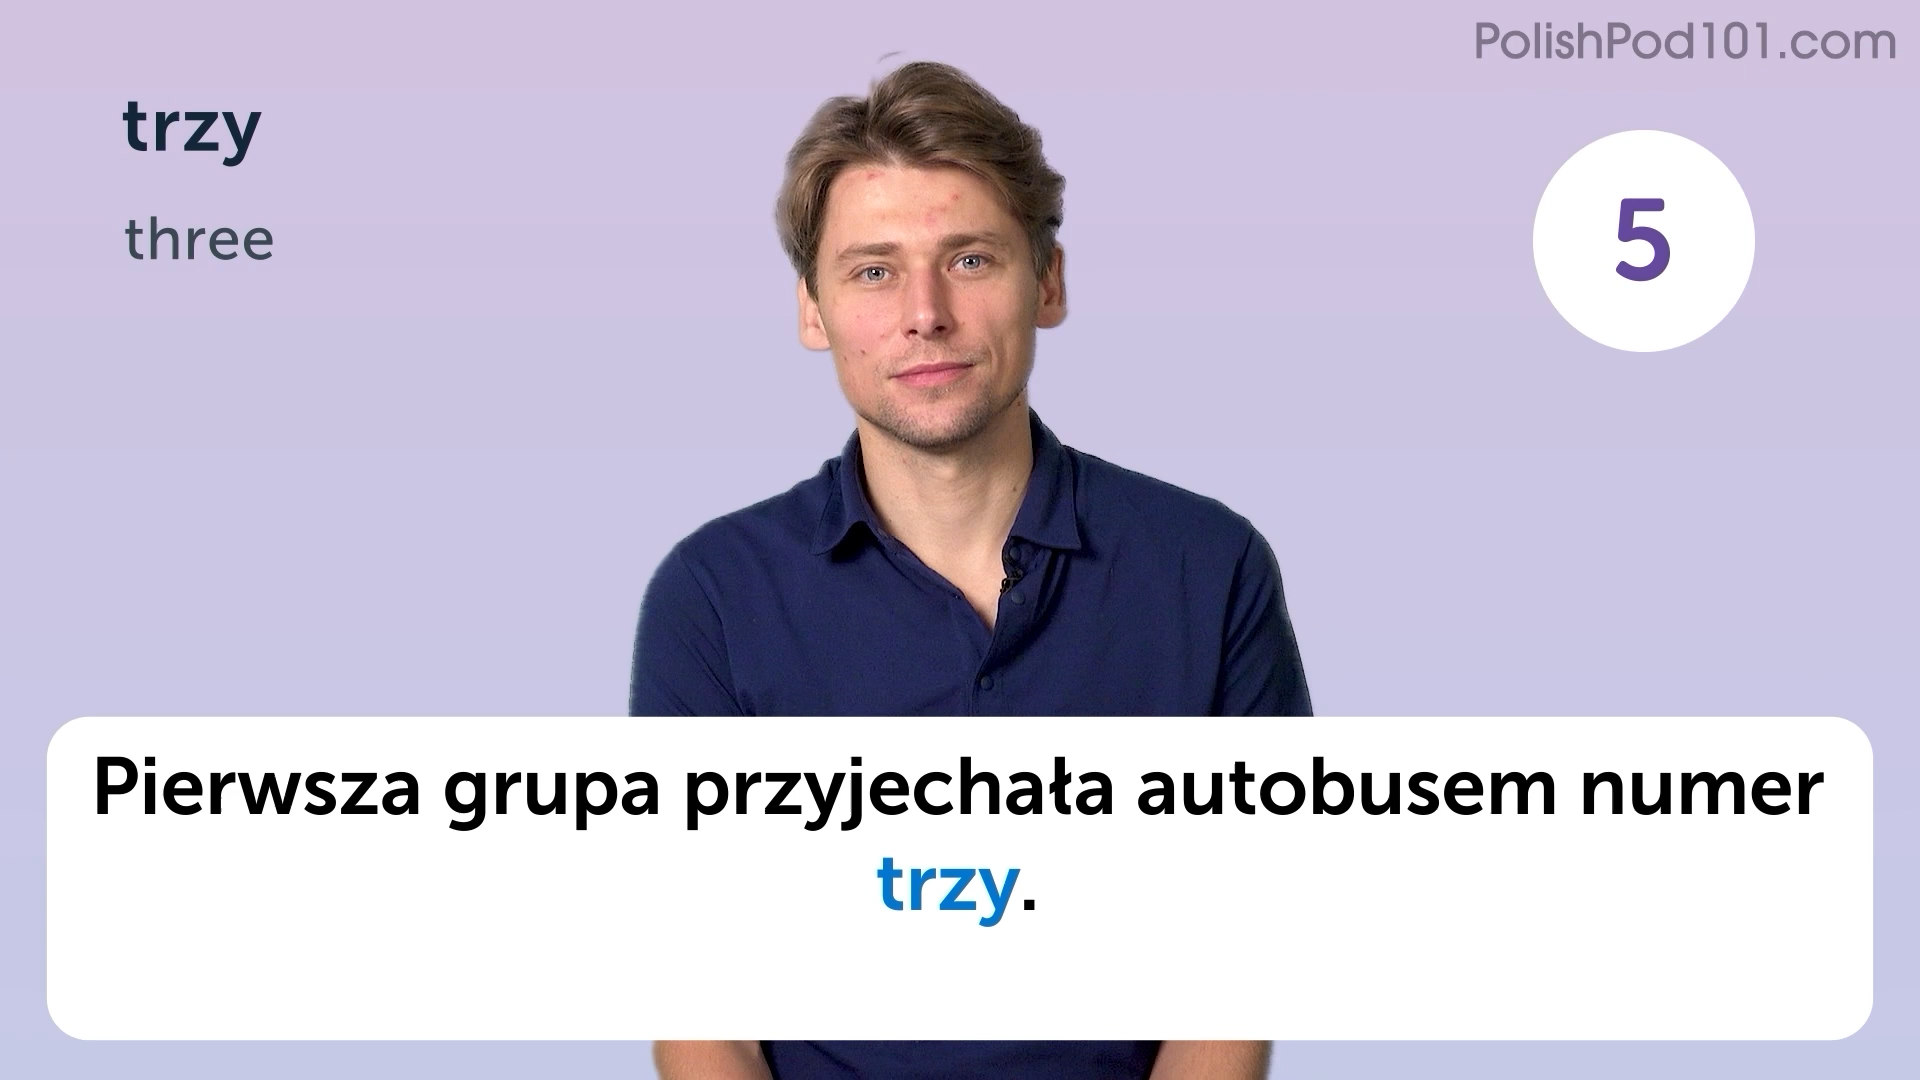 PolishPod101.com
trzy
three
5
Pierwsza grupa przyjechała autobusem numer
trzy.